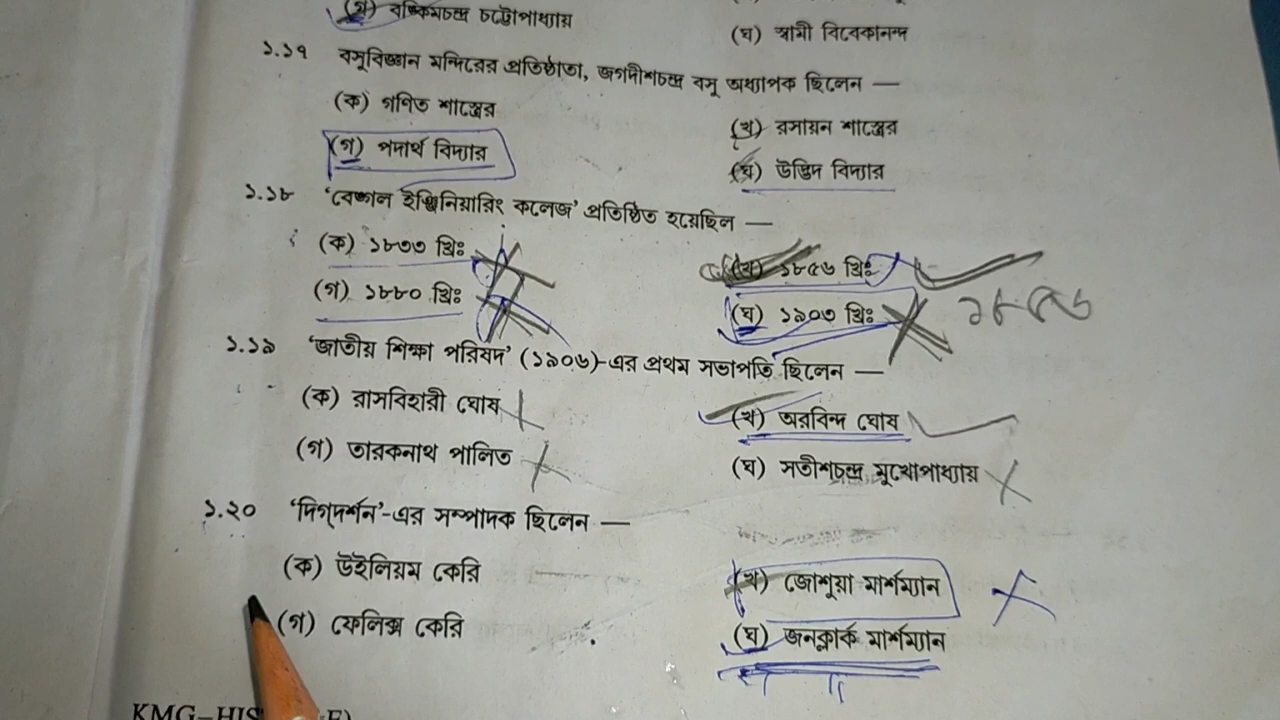 (গ) বঙ্কিমচন্দ্র চট্টোপাধ্যায়
(ঘ) স্বামী বিবেকানন্দ
১.১৭ বসুবিজ্ঞান মন্দিরের প্রতিষ্ঠাতা, জগদীশচন্দ্র বসু অধ্যাপক ছিলেন —
(ক) গণিত শাস্ত্রের
(খ) রসায়ন শাস্ত্রের
(গ) পদার্থ বিদ্যার
(ঘ) উদ্ভিদ বিদ্যার
১.১৮ ‘বেঙ্গল ইঞ্জিনিয়ারিং কলেজ’ প্রতিষ্ঠিত হয়েছিল —
(ক) ১৮৩৩ খ্রিঃ
(খ) ১৮৫৬ খ্রিঃ
(গ) ১৮৮০ খ্রিঃ
(ঘ) ১৯০৩ খ্রিঃ
১৮৫৬
১.১৯ ‘জাতীয় শিক্ষা পরিষদ’ (১৯০৬)-এর প্রথম সভাপতি ছিলেন —
(ক) রাসবিহারী ঘোষ
(খ) অরবিন্দ ঘোষ
(গ) তারকনাথ পালিত
(ঘ) সতীশচন্দ্র মুখোপাধ্যায়
১.২০ ‘দিগ্‌দর্শন’-এর সম্পাদক ছিলেন —
(ক) উইলিয়ম কেরি
(খ) জোশুয়া মার্শম্যান
(গ) ফেলিক্স কেরি
(ঘ) জনক্লার্ক মার্শম্যান